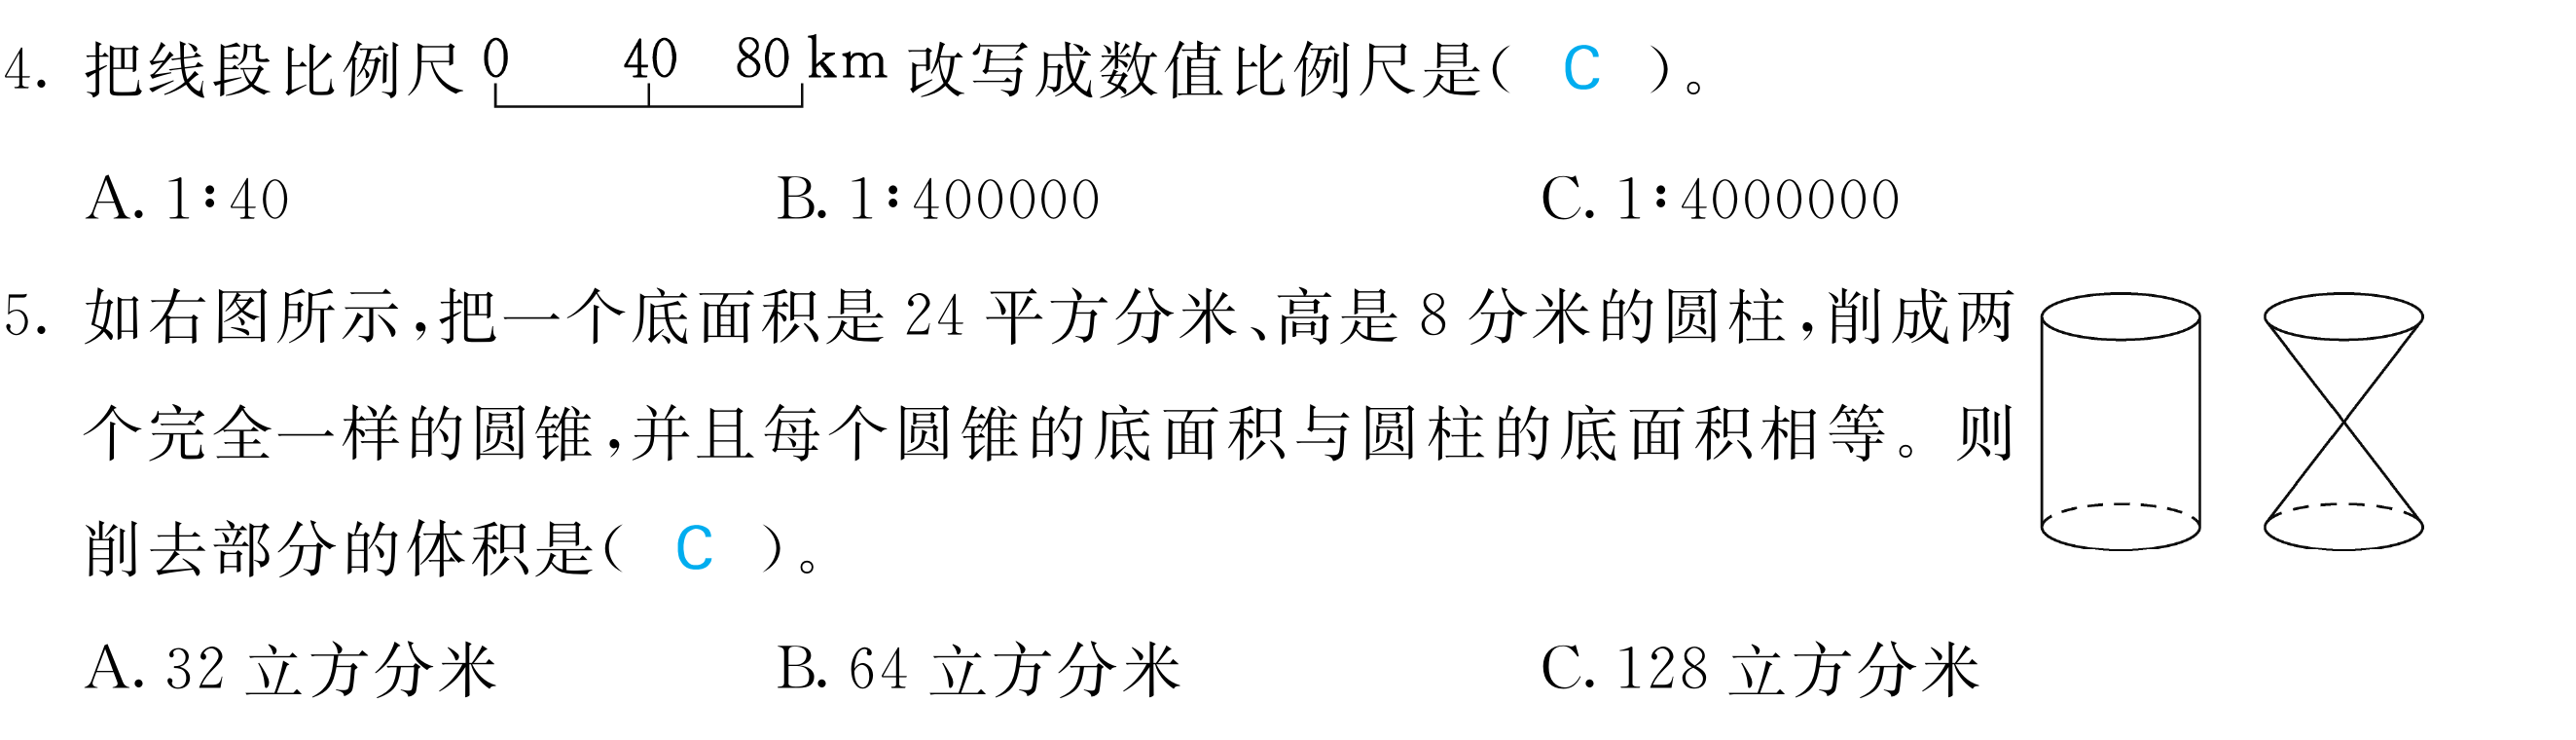 4. 把线段比例尺 0 40 80 km 改写成数值比例尺是( C )。
A. 1∶40 B. 1∶400000 C. 1∶4000000
5. 如右图所示,把一个底面积是 24 平方分米、高是 8 分米的圆柱,削成两
个完全一样的圆锥,并且每个圆锥的底面积与圆柱的底面积相等。则
削去部分的体积是( C )。
A. 32 立方分米 B. 64 立方分米 C. 128 立方分米